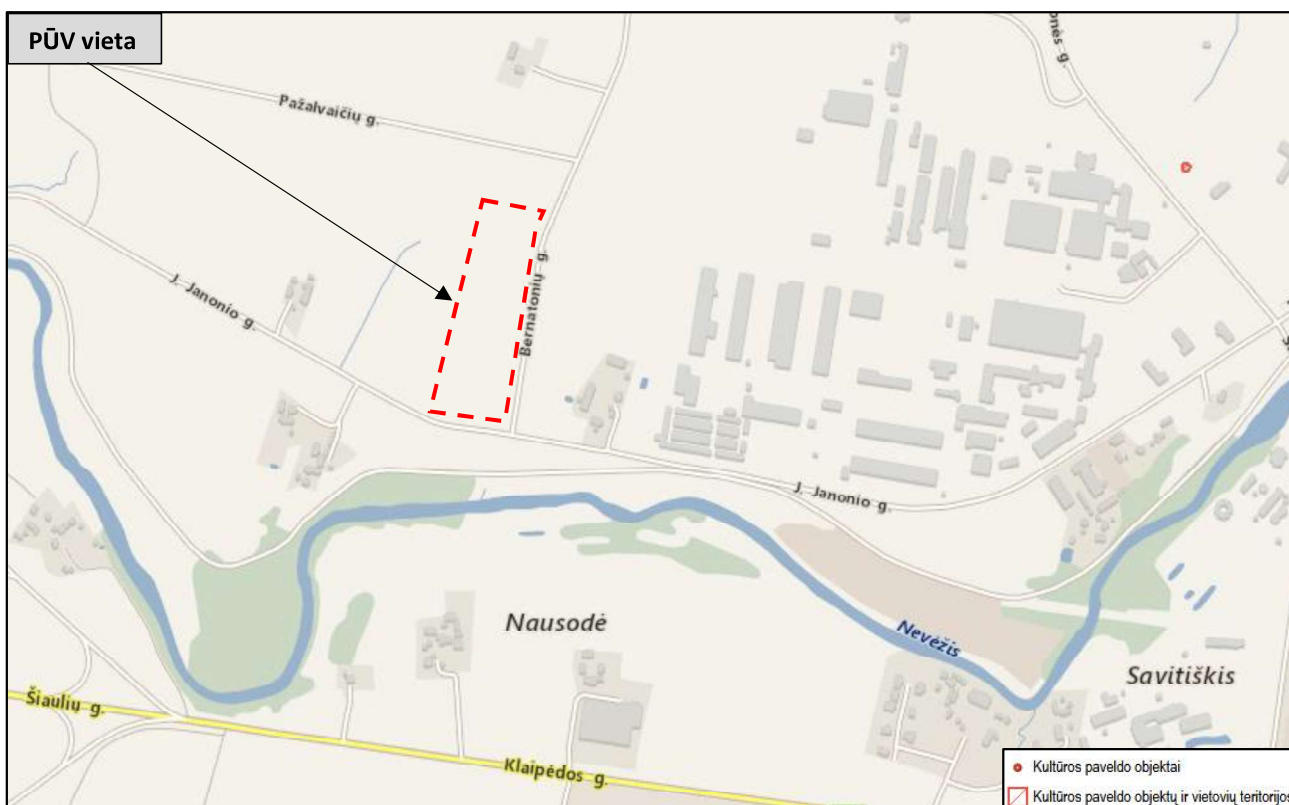 PŪV vieta
onės g.
Pažalvaičių g.
J. Janonio g.
Bernatonių g.
J. Janonio g.
Nausodė
Nevėžis
Savitiškis
Šiaulių g.
Klaipėdos g.
Kultūros paveldo objektai
Kultūros paveldo objektų ir vietovių teritorijos